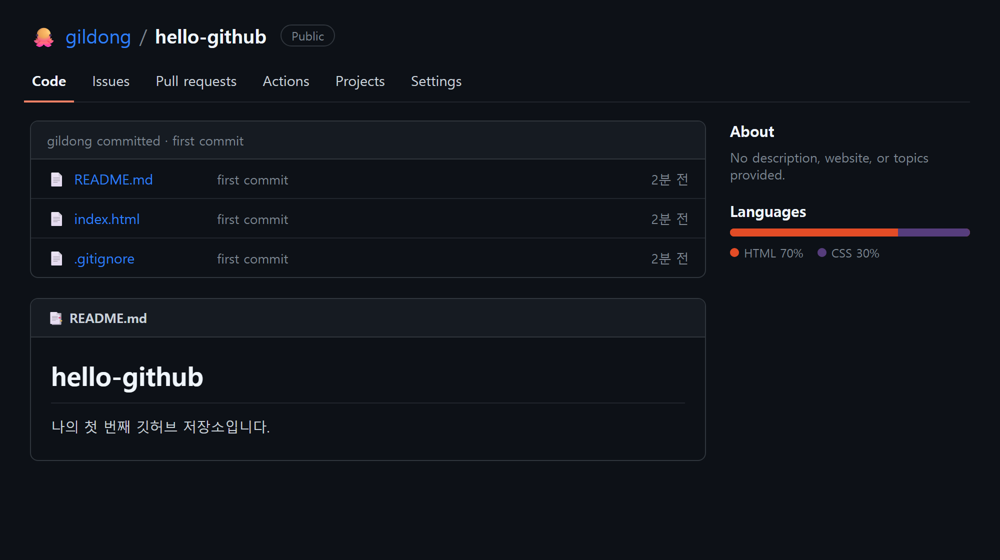 gildong / hello-github Public
Code Issues Pull requests Actions Projects Settings
gildong committed · first commit
README.md first commit 2분 전
index.html first commit 2분 전
.gitignore first commit 2분 전
README.md
hello-github
나의 첫 번째 깃허브 저장소입니다.
About
No description, website, or topics
provided.
Languages
HTML 70% CSS 30%